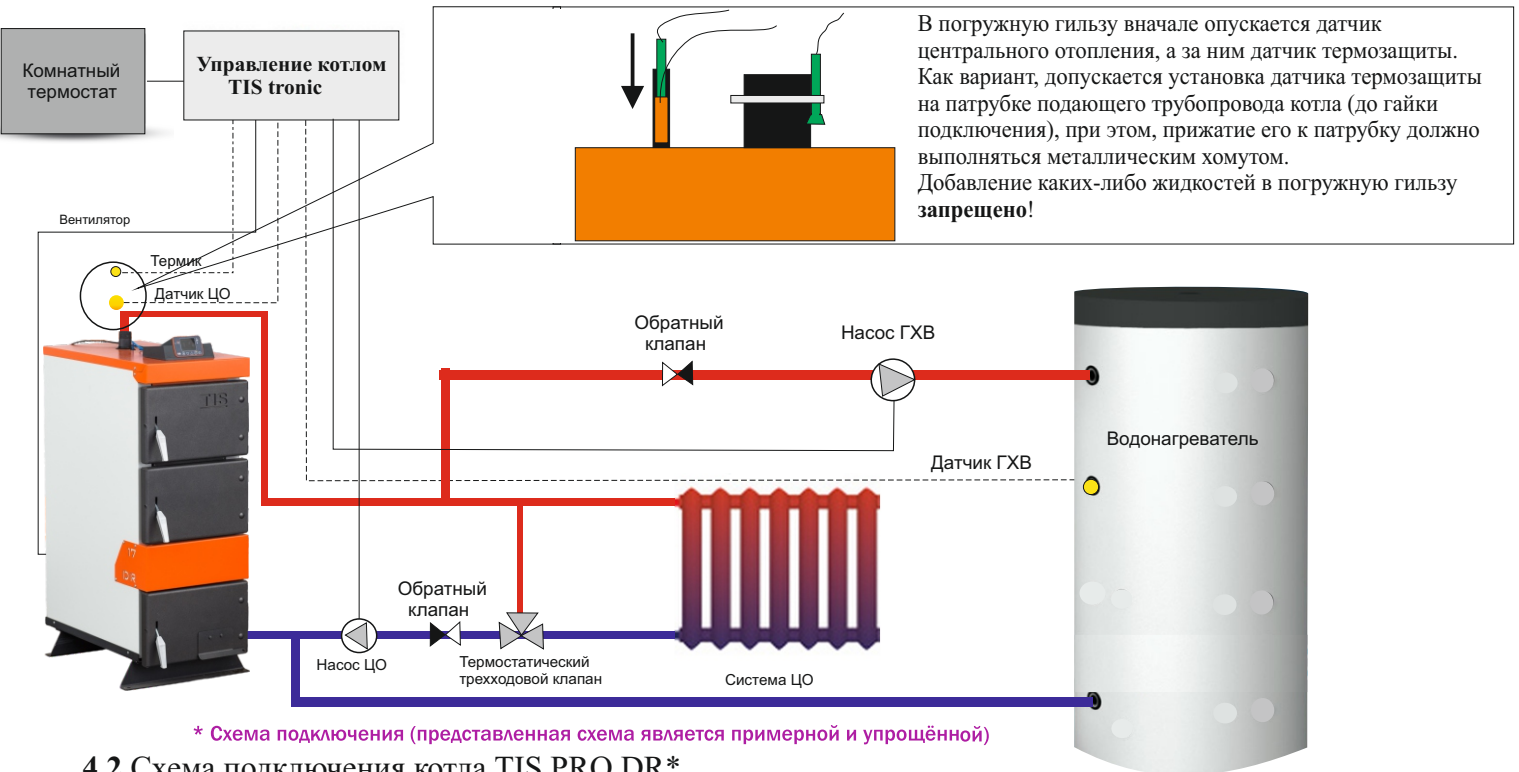 Комнатный
термостат
Управление котлом
TIS tronic
В погружную гильзу вначале опускается датчик
центрального отопления, а за ним датчик термозащиты.
Как вариант, допускается установка датчика термозащиты
на патрубке подающего трубопровода котла (до гайки
подключения), при этом, прижатие его к патрубку должно
выполняться металлическим хомутом.
Добавление каких-либо жидкостей в погружную гильзу
запрещено!
Вентилятор
Термик
Датчик ЦО
Обратный
клапан
Насос ГХВ
TIS
Водонагреватель
Датчик ГХВ
17
DR
Обратный
клапан
Насос ЦО
Термостатический
трехходовой клапан
Система ЦО
* Схема подключения (представленная схема является примерной и упрощённой)
4.2 Схема подключения котла TIS PRO DR*